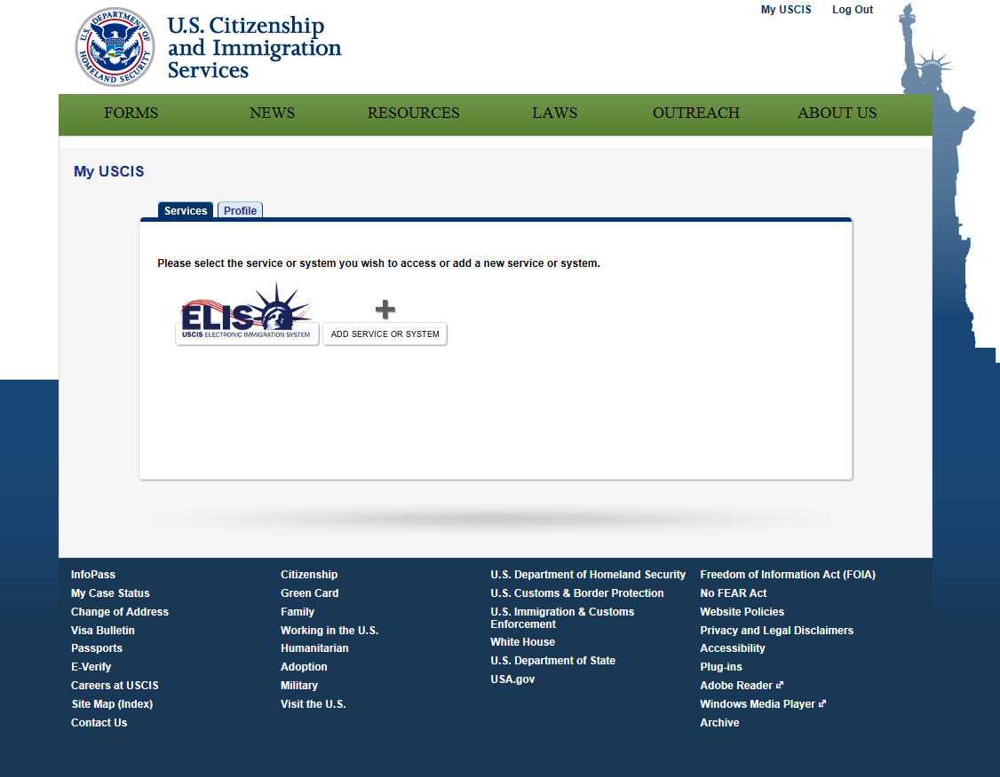 My USCIS Log Out
U.S. DEPARTMENT OF
HOMELAND SECURITY
U.S. Citizenship
and Immigration
Services
FORMS NEWS RESOURCES LAWS OUTREACH ABOUT US
My USCIS
Services Profile
Please select the service or system you wish to access or add a new service or system.
ELIS
USCIS ELECTRONIC IMMIGRATION SYSTEM
ADD SERVICE OR SYSTEM
InfoPass
My Case Status
Change of Address
Visa Bulletin
Passports
E-Verify
Careers at USCIS
Site Map (Index)
Contact Us
Citizenship
Green Card
Family
Working in the U.S.
Humanitarian
Adoption
Military
Visit the U.S.
U.S. Department of Homeland Security
U.S. Customs & Border Protection
U.S. Immigration & Customs
Enforcement
White House
U.S. Department of State
USA.gov
Freedom of Information Act (FOIA)
No FEAR Act
Website Policies
Privacy and Legal Disclaimers
Accessibility
Plug-ins
Adobe Reader
Windows Media Player
Archive